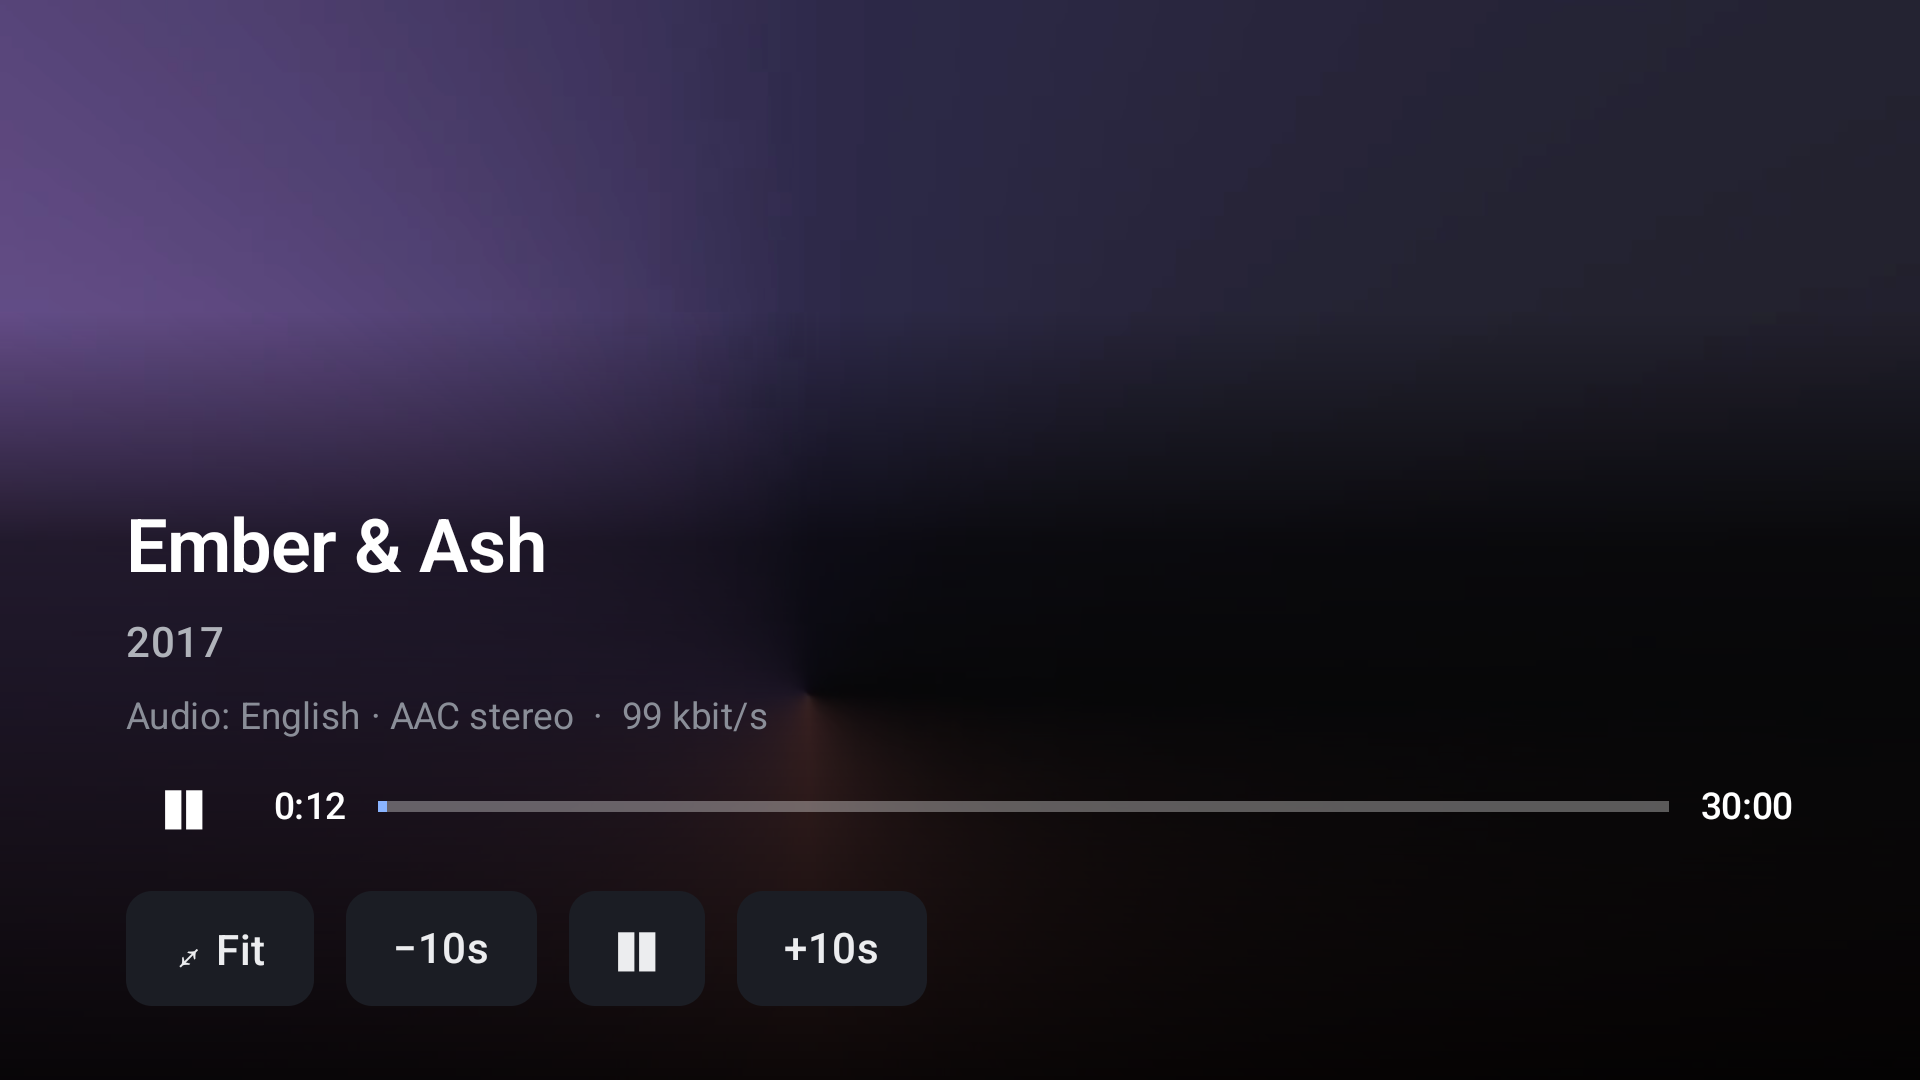 Ember & Ash
2017
Audio: English · AAC stereo · 99 kbit/s
0:12 30:00
Fit −10s +10s